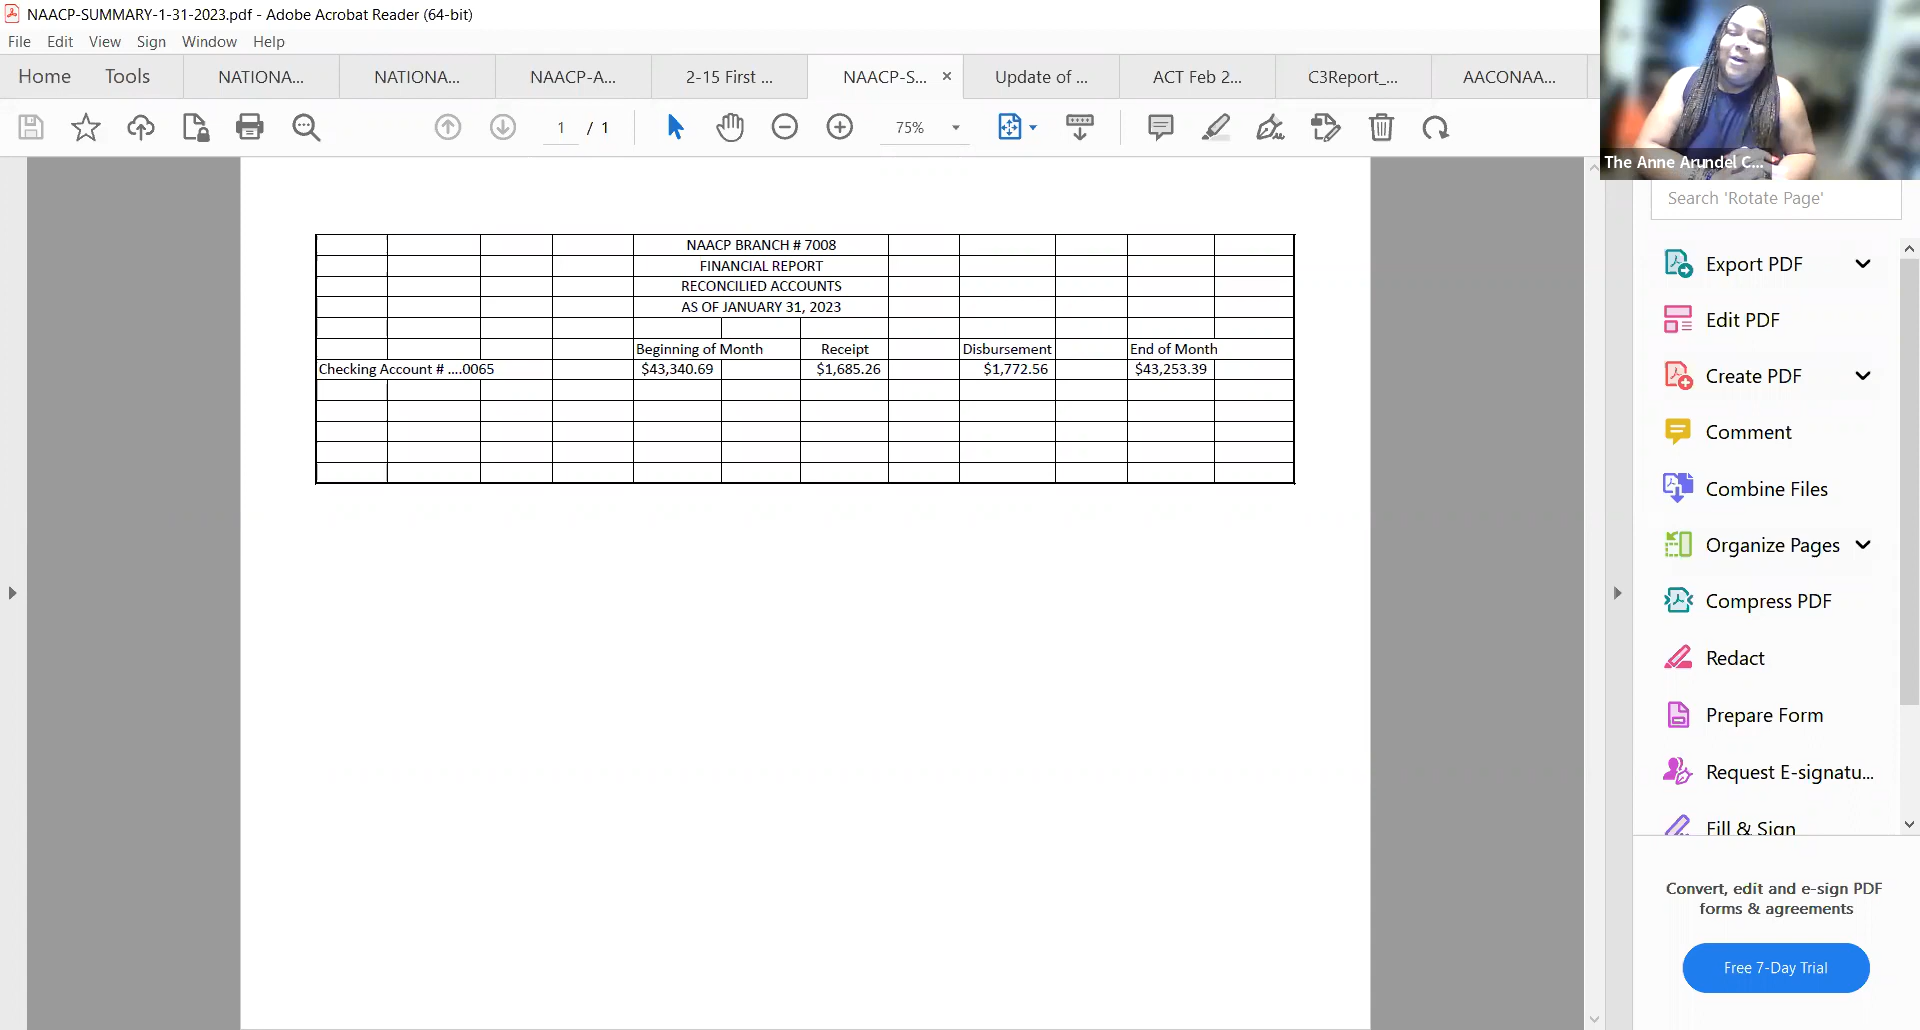 NAACP-SUMMARY-1-31-2023.pdf - Adobe Acrobat Reader (64-bit)
File Edit View Sign Window Help
Home Tools NATIONA... NATIONA... NAACP-A... 2-15 First ... NAACP-S... Update of ... ACT Feb 2... C3Report_... AACONAA...
1 / 1 75%
The Anne Arundel C...
Search 'Rotate Page'
NAACP BRANCH # 7008
FINANCIAL REPORT
RECONCILIED ACCOUNTS
AS OF JANUARY 31, 2023
Beginning of Month Receipt Disbursement End of Month
Checking Account # ....0065 $43,340.69 $1,685.26 $1,772.56 $43,253.39
Export PDF
Edit PDF
Create PDF
Comment
Combine Files
Organize Pages
Compress PDF
Redact
Prepare Form
Request E-signatu...
Fill & Sign
Convert, edit and e-sign PDF
forms & agreements
Free 7-Day Trial